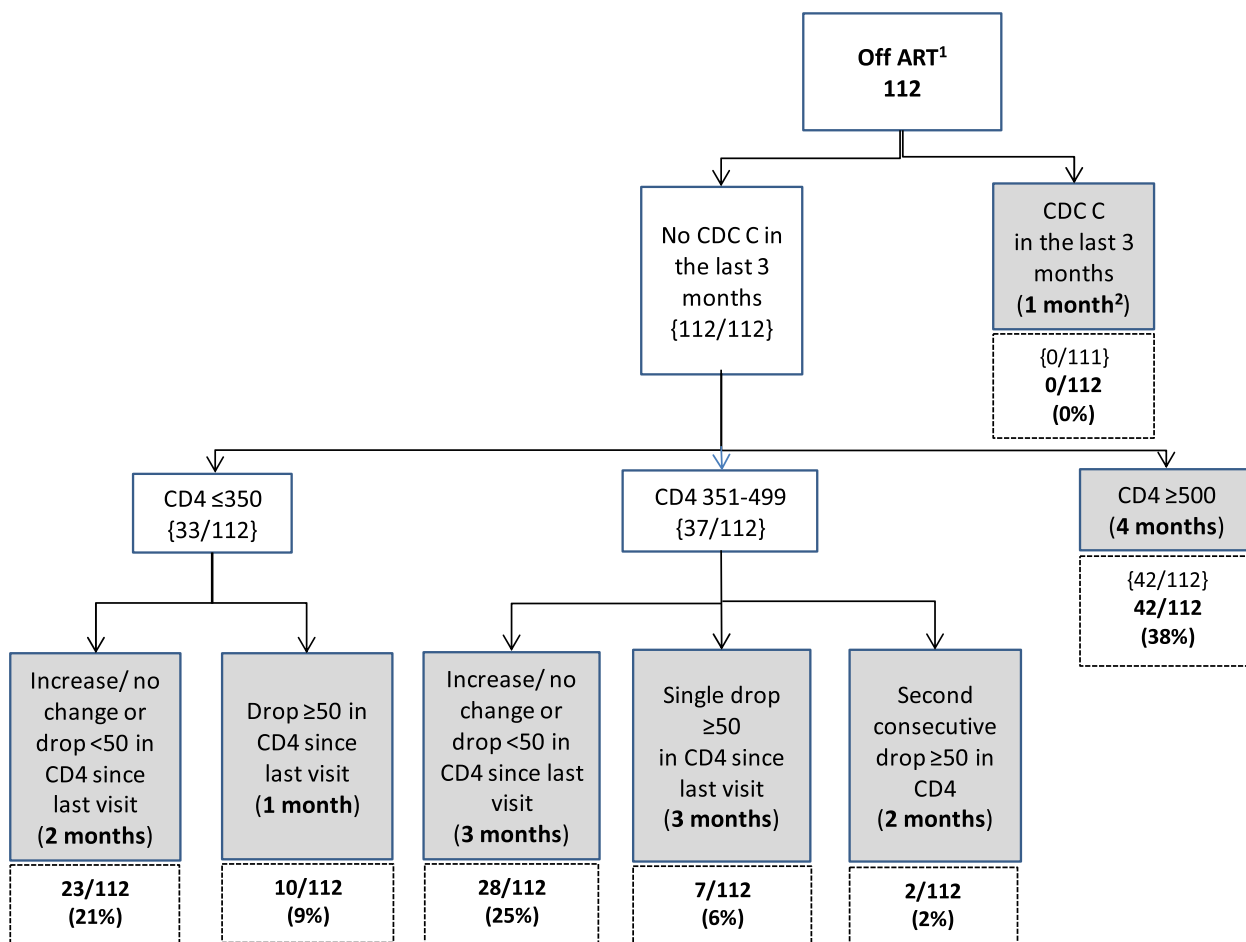 Off ART¹
112
No CDC C in
the last 3
months
{112/112}
CDC C
in the last 3
months
(1 month²)
{0/111}
0/112
(0%)
CD4 ≤350
{33/112}
CD4 351-499
{37/112}
CD4 ≥500
(4 months)
{42/112}
42/112
(38%)
Increase/ no
change or
drop <50 in
CD4 since
last visit
(2 months)
23/112
(21%)
Drop ≥50 in
CD4 since
last visit
(1 month)
10/112
(9%)
Increase/ no
change or
drop <50 in
CD4 since last
visit
(3 months)
28/112
(25%)
Single drop
≥50
in CD4 since
last visit
(3 months)
7/112
(6%)
Second
consecutive
drop ≥50 in
CD4
(2 months)
2/112
(2%)